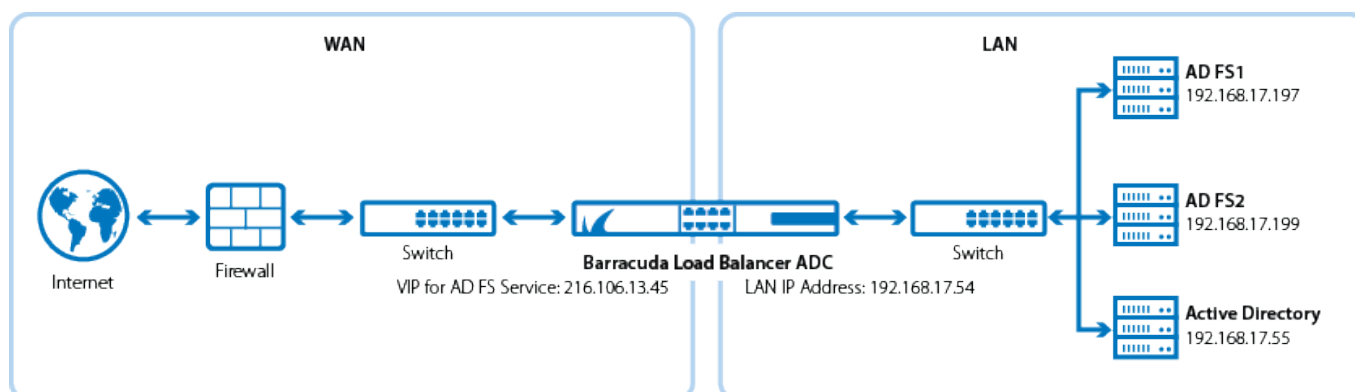 WAN
LAN
AD FS1
192.168.17.197
AD FS2
192.168.17.199
Internet
Firewall
Switch
Barracuda Load Balancer ADC
Switch
VIP for AD FS Service: 216.106.13.45
LAN IP Address: 192.168.17.54
Active Directory
192.168.17.55